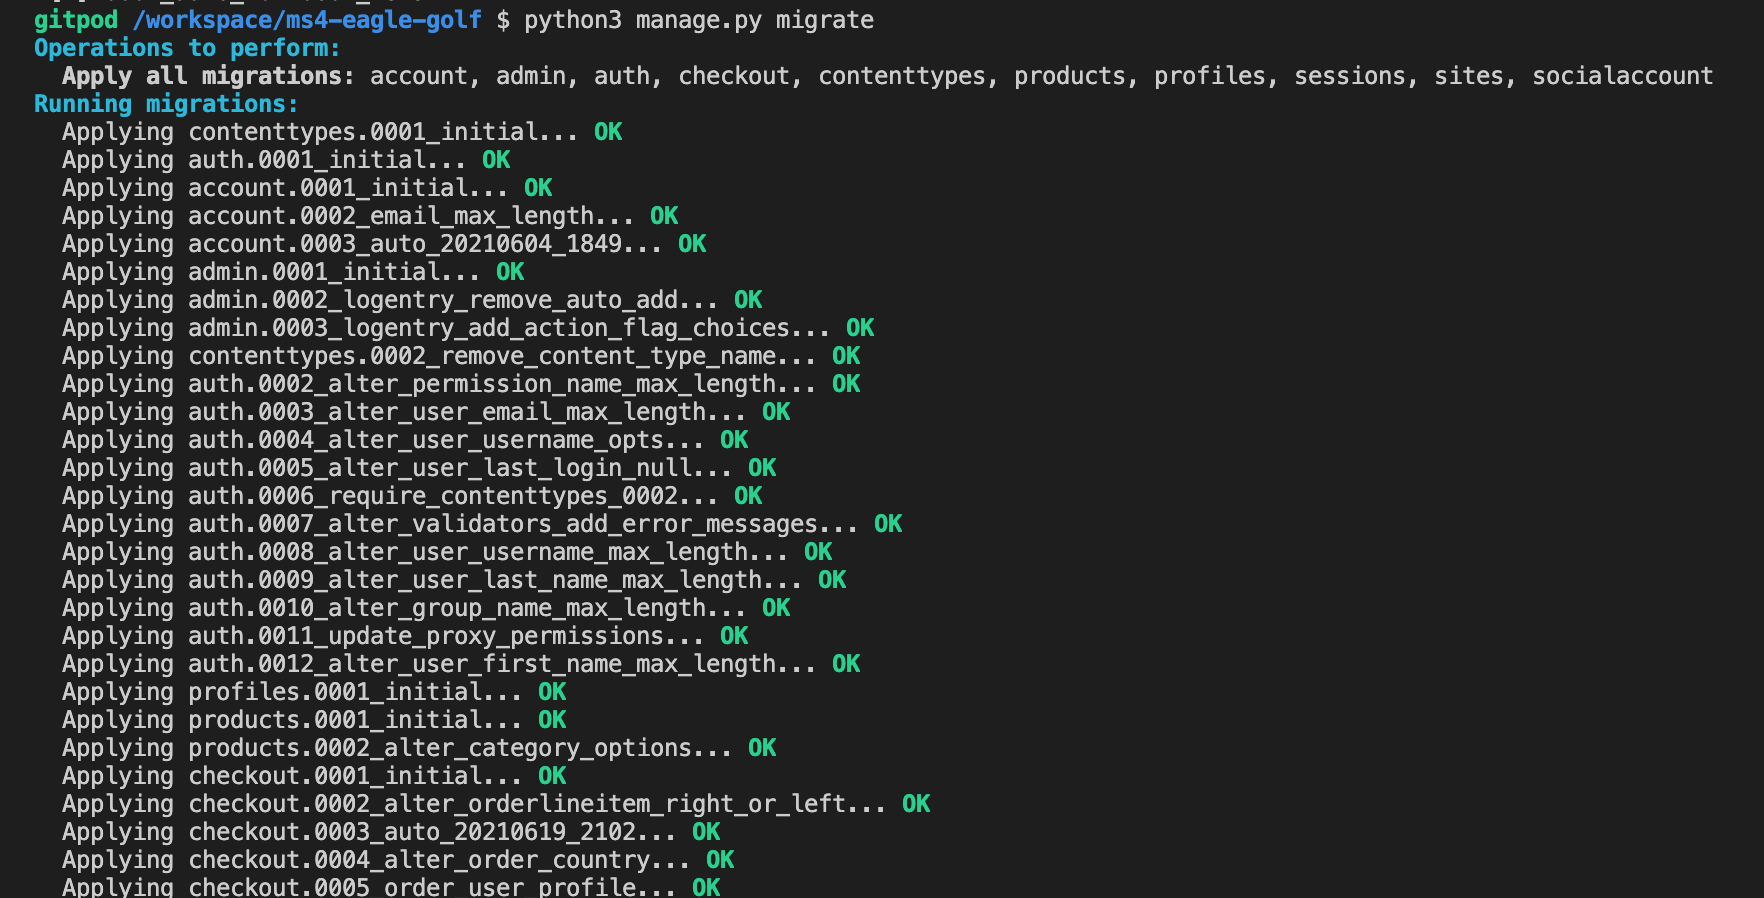 gitpod /workspace/ms4-eagle-golf $ python3 manage.py migrate
Operations to perform:
  Apply all migrations: account, admin, auth, checkout, contenttypes, products, profiles, sessions, sites, socialaccount
Running migrations:
  Applying contenttypes.0001_initial... OK
  Applying auth.0001_initial... OK
  Applying account.0001_initial... OK
  Applying account.0002_email_max_length... OK
  Applying account.0003_auto_20210604_1849... OK
  Applying admin.0001_initial... OK
  Applying admin.0002_logentry_remove_auto_add... OK
  Applying admin.0003_logentry_add_action_flag_choices... OK
  Applying contenttypes.0002_remove_content_type_name... OK
  Applying auth.0002_alter_permission_name_max_length... OK
  Applying auth.0003_alter_user_email_max_length... OK
  Applying auth.0004_alter_user_username_opts... OK
  Applying auth.0005_alter_user_last_login_null... OK
  Applying auth.0006_require_contenttypes_0002... OK
  Applying auth.0007_alter_validators_add_error_messages... OK
  Applying auth.0008_alter_user_username_max_length... OK
  Applying auth.0009_alter_user_last_name_max_length... OK
  Applying auth.0010_alter_group_name_max_length... OK
  Applying auth.0011_update_proxy_permissions... OK
  Applying auth.0012_alter_user_first_name_max_length... OK
  Applying profiles.0001_initial... OK
  Applying products.0001_initial... OK
  Applying products.0002_alter_category_options... OK
  Applying checkout.0001_initial... OK
  Applying checkout.0002_alter_orderlineitem_right_or_left... OK
  Applying checkout.0003_auto_20210619_2102... OK
  Applying checkout.0004_alter_order_country... OK
  Applying checkout.0005_order_user_profile... OK